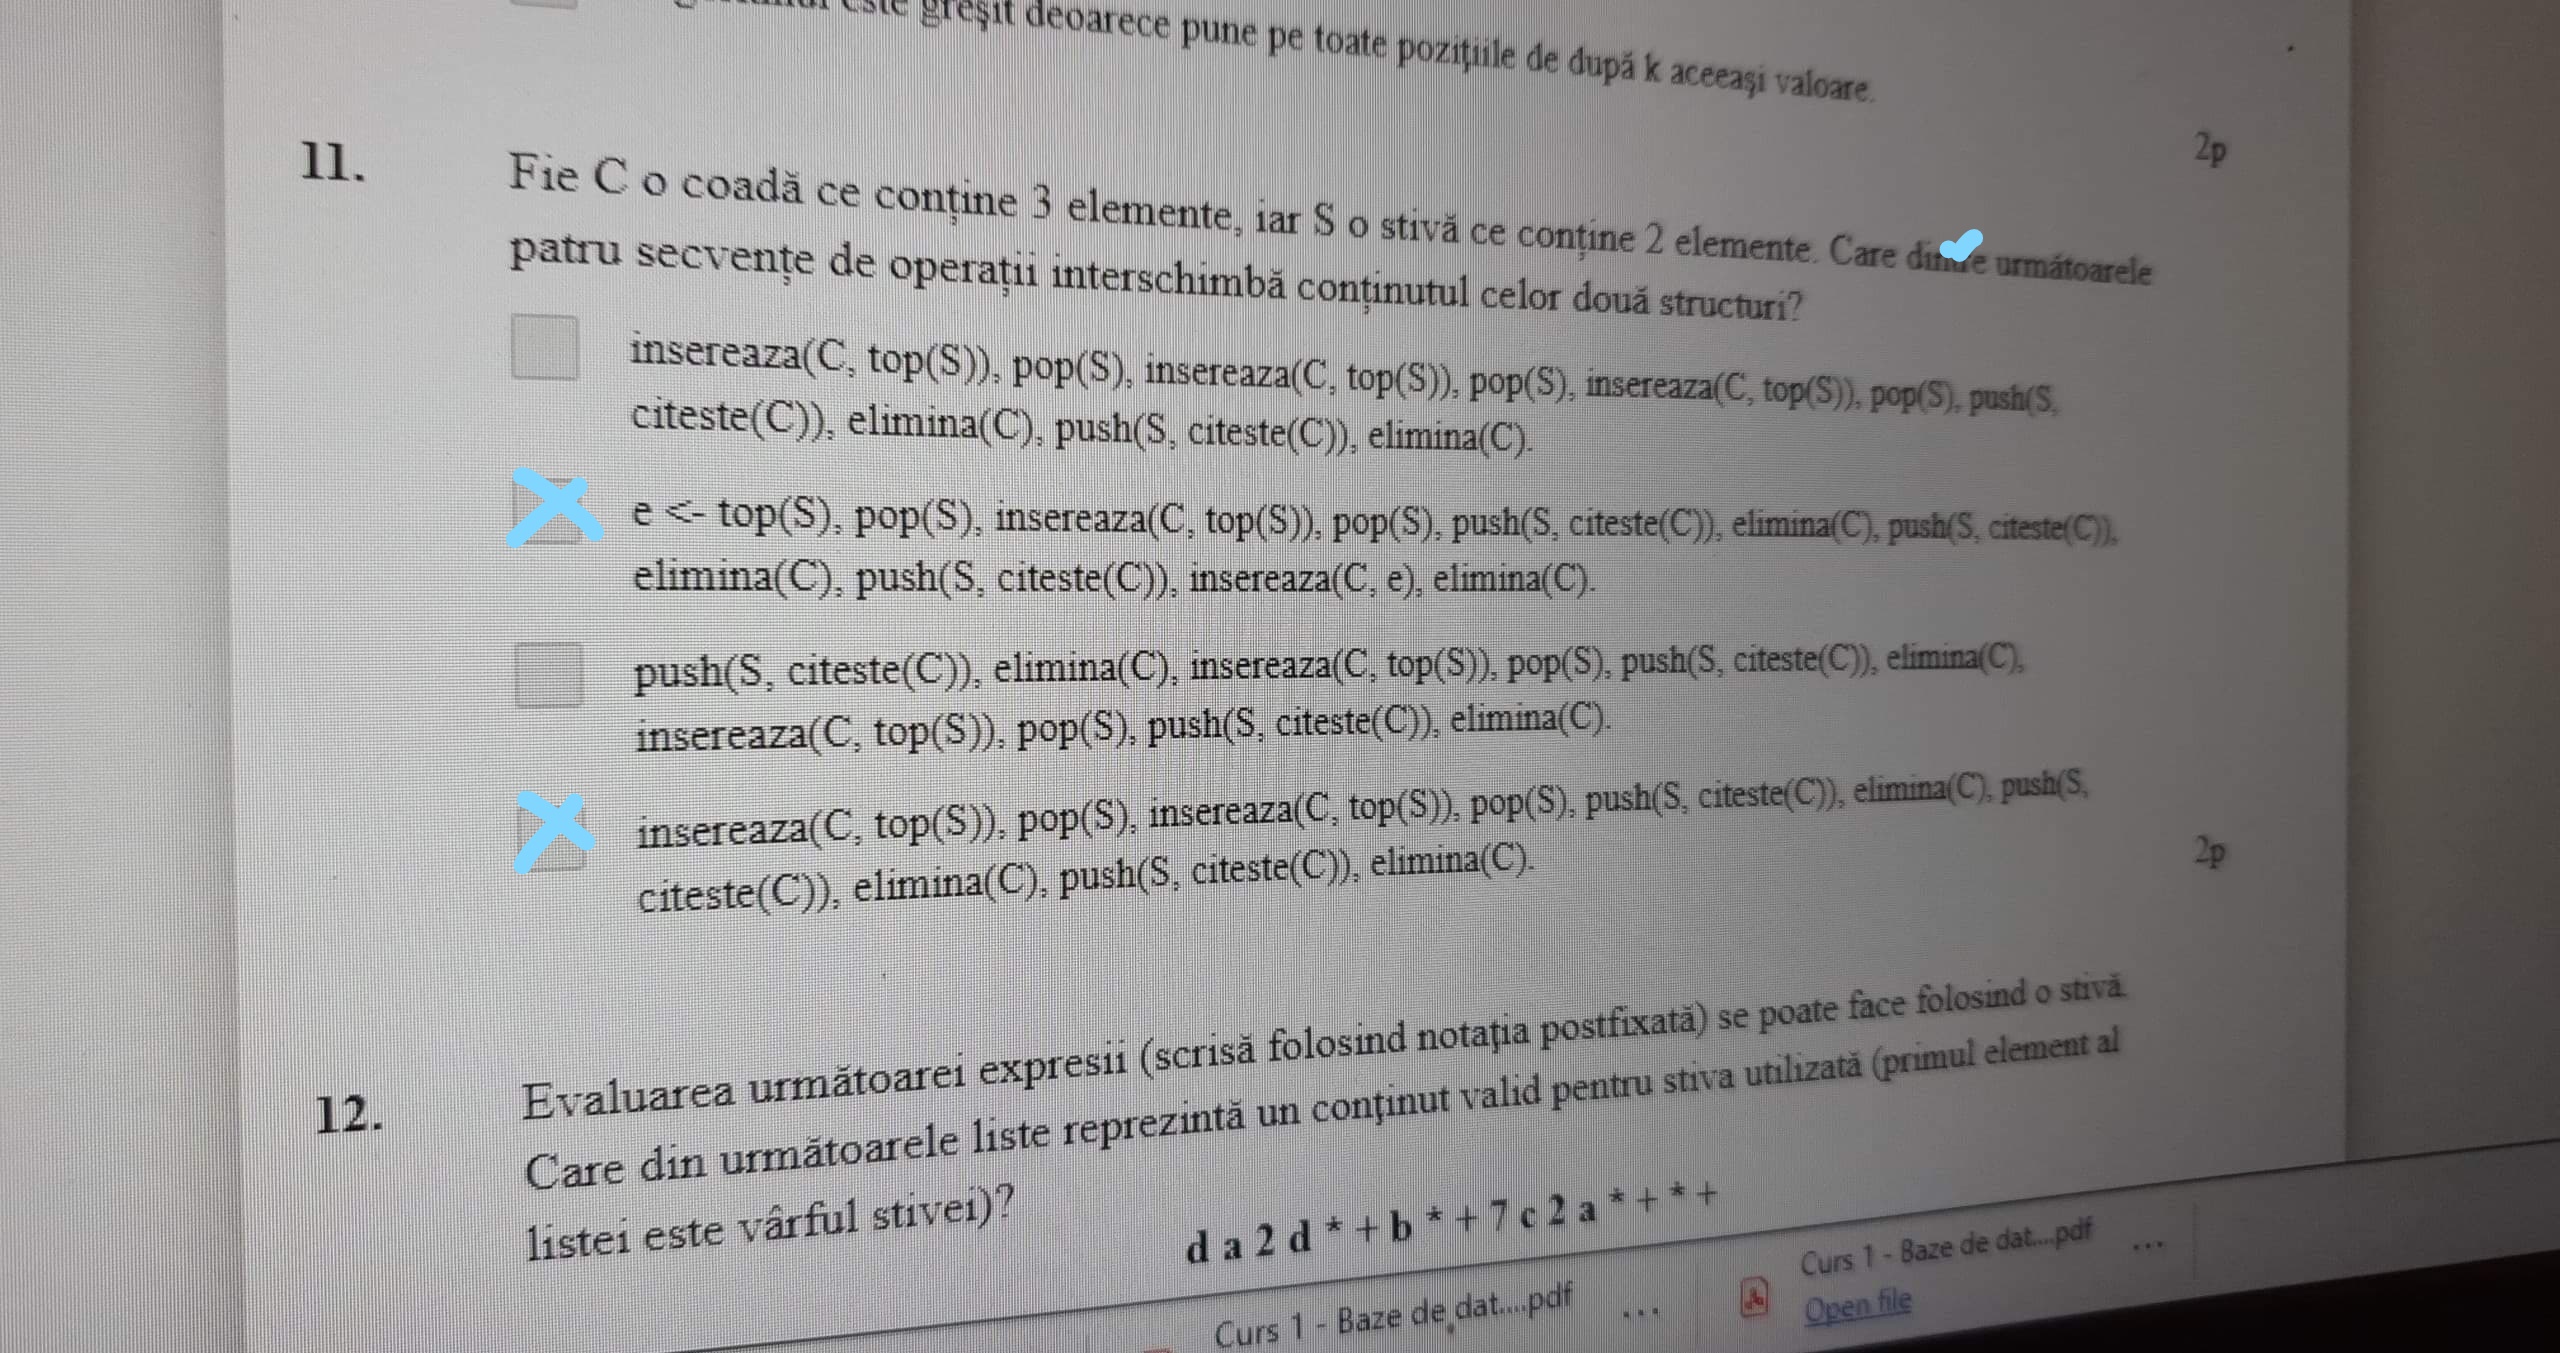 este greşit deoarece pune pe toate poziţiile de după k aceeaşi valoare.
2p
11. Fie C o coadă ce conține 3 elemente, iar S o stivă ce conține 2 elemente. Care dintre următoarele
patru secvențe de operații interschimbă conținutul celor două structuri?
insereaza(C, top(S)), pop(S), insereaza(C, top(S)), pop(S), insereaza(C, top(S)), pop(S), push(S,
citeste(C)), elimina(C), push(S, citeste(C)), elimina(C).
e <- top(S), pop(S), insereaza(C, top(S)), pop(S), push(S, citeste(C)), elimina(C), push(S, citeste(C)),
elimina(C), push(S, citeste(C)), insereaza(C, e), elimina(C).
push(S, citeste(C)), elimina(C), insereaza(C, top(S)), pop(S), push(S, citeste(C)), elimina(C),
insereaza(C, top(S)), pop(S), push(S, citeste(C)), elimina(C).
insereaza(C, top(S)), pop(S), insereaza(C, top(S)), pop(S), push(S, citeste(C)), elimina(C), push(S,
citeste(C)), elimina(C), push(S, citeste(C)), elimina(C).
2p
12. Evaluarea următoarei expresii (scrisă folosind notaţia postfixată) se poate face folosind o stivă.
Care din următoarele liste reprezintă un conţinut valid pentru stiva utilizată (primul element al
listei este vârful stivei)?
d a 2 d * + b * + 7 c 2 a * + * +
Curs 1 - Baze de dat....pdf ...
Curs 1 - Baze de dat....pdf ...
Open file